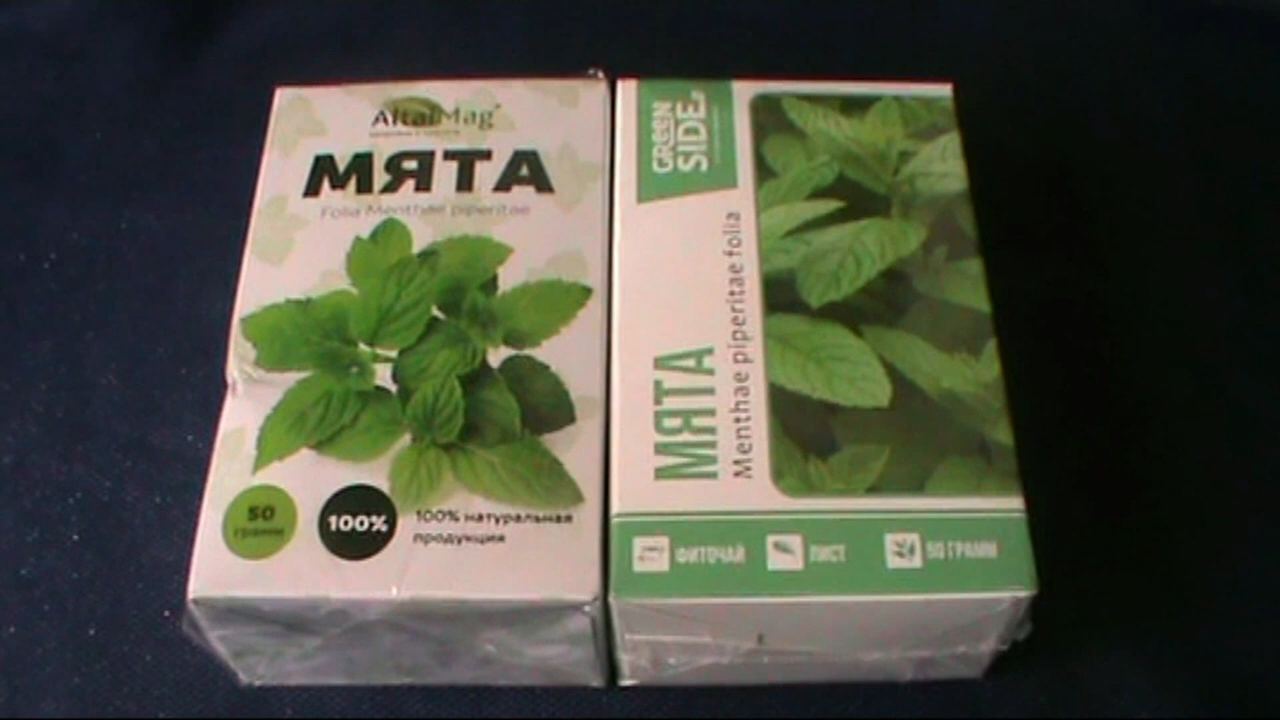 AltaiMag
МЯТА
Folia Menthae piperitae
50
грамм
100%
100% натуральная
продукция
GREEN
SIDE
МЯТА
Menthae piperitae folia
ФИТОЧАЙ
ЛИСТ
50 ГРАММ